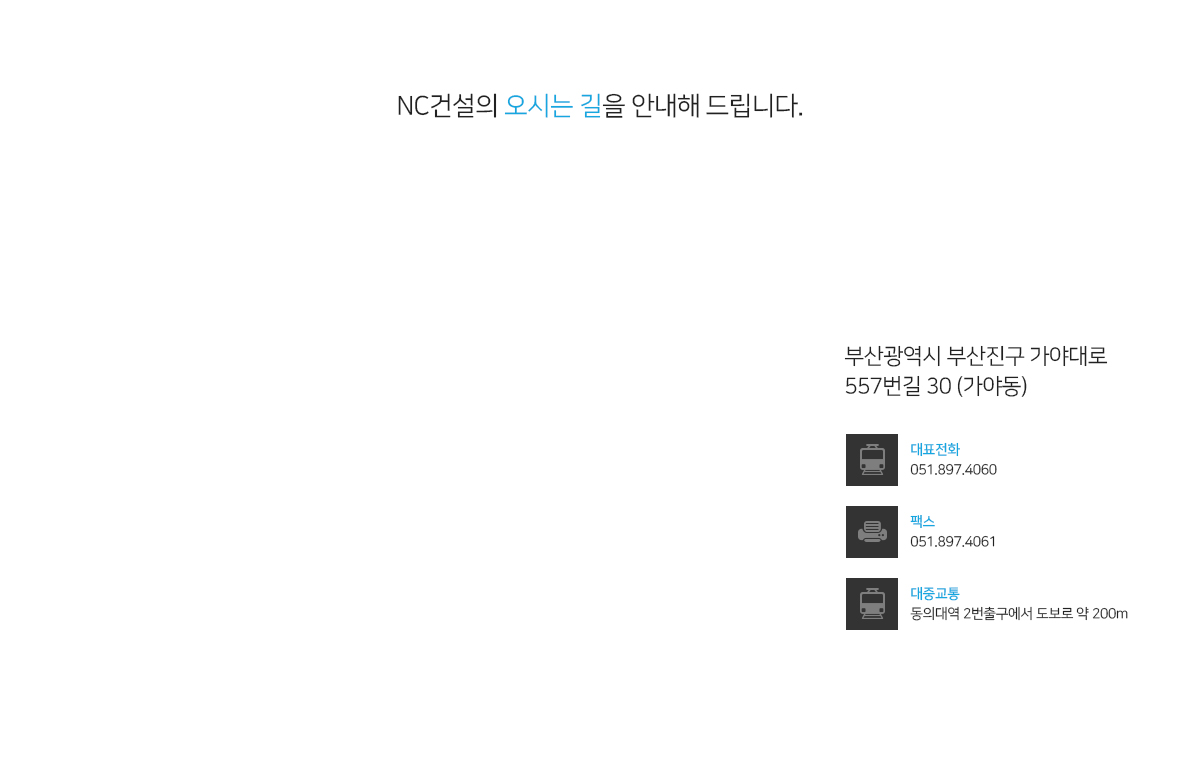 NC건설의 오시는 길을 안내해 드립니다.
부산광역시 부산진구 가야대로
557번길 30 (가야동)
대표전화
051.897.4060
팩스
051.897.4061
대중교통
동의대역 2번출구에서 도보로 약 200m